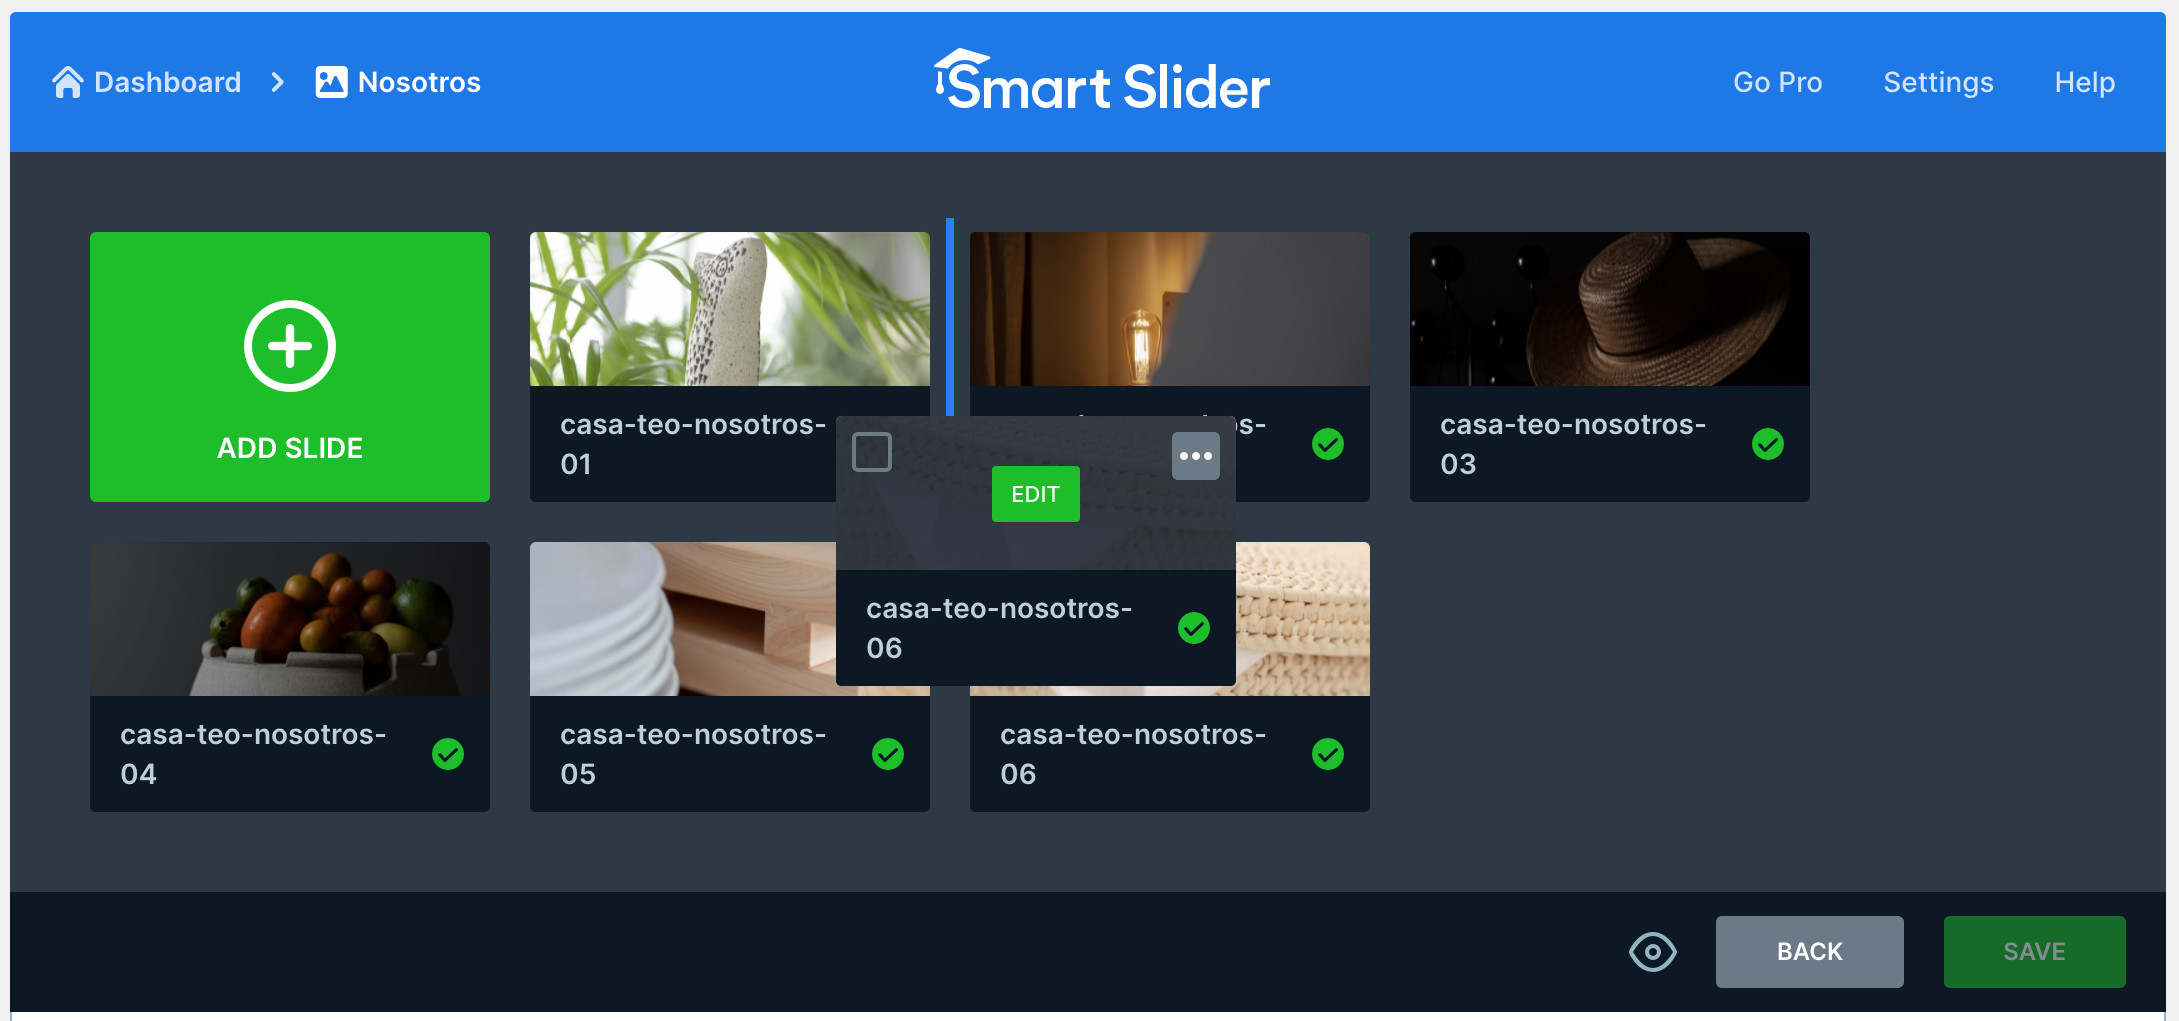 Dashboard
Nosotros
Smart Slider
Go Pro
Settings
Help
ADD SLIDE
casa-teo-nosotros-
01
s-
casa-teo-nosotros-
03
EDIT
casa-teo-nosotros-
06
casa-teo-nosotros-
04
casa-teo-nosotros-
05
casa-teo-nosotros-
06
BACK
SAVE